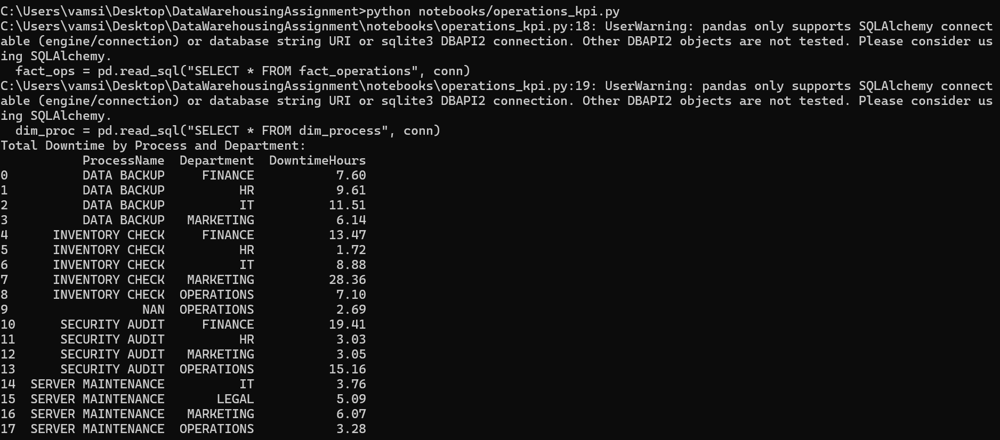 C:\Users\vamsi\Desktop\DataWarehousingAssignment>python notebooks/operations_kpi.py
C:\Users\vamsi\Desktop\DataWarehousingAssignment\notebooks\operations_kpi.py:18: UserWarning: pandas only supports SQLAlchemy connect
able (engine/connection) or database string URI or sqlite3 DBAPI2 connection. Other DBAPI2 objects are not tested. Please consider us
ing SQLAlchemy.
  fact_ops = pd.read_sql("SELECT * FROM fact_operations", conn)
C:\Users\vamsi\Desktop\DataWarehousingAssignment\notebooks\operations_kpi.py:19: UserWarning: pandas only supports SQLAlchemy connect
able (engine/connection) or database string URI or sqlite3 DBAPI2 connection. Other DBAPI2 objects are not tested. Please consider us
ing SQLAlchemy.
  dim_proc = pd.read_sql("SELECT * FROM dim_process", conn)
Total Downtime by Process and Department:
           ProcessName  Department  DowntimeHours
0          DATA BACKUP     FINANCE           7.60
1          DATA BACKUP          HR           9.61
2          DATA BACKUP          IT          11.51
3          DATA BACKUP   MARKETING           6.14
4      INVENTORY CHECK     FINANCE          13.47
5      INVENTORY CHECK          HR           1.72
6      INVENTORY CHECK          IT           8.88
7      INVENTORY CHECK   MARKETING          28.36
8      INVENTORY CHECK  OPERATIONS           7.10
9                  NAN  OPERATIONS           2.69
10      SECURITY AUDIT     FINANCE          19.41
11      SECURITY AUDIT          HR           3.03
12      SECURITY AUDIT   MARKETING           3.05
13      SECURITY AUDIT  OPERATIONS          15.16
14  SERVER MAINTENANCE          IT           3.76
15  SERVER MAINTENANCE       LEGAL           5.09
16  SERVER MAINTENANCE   MARKETING           6.07
17  SERVER MAINTENANCE  OPERATIONS           3.28